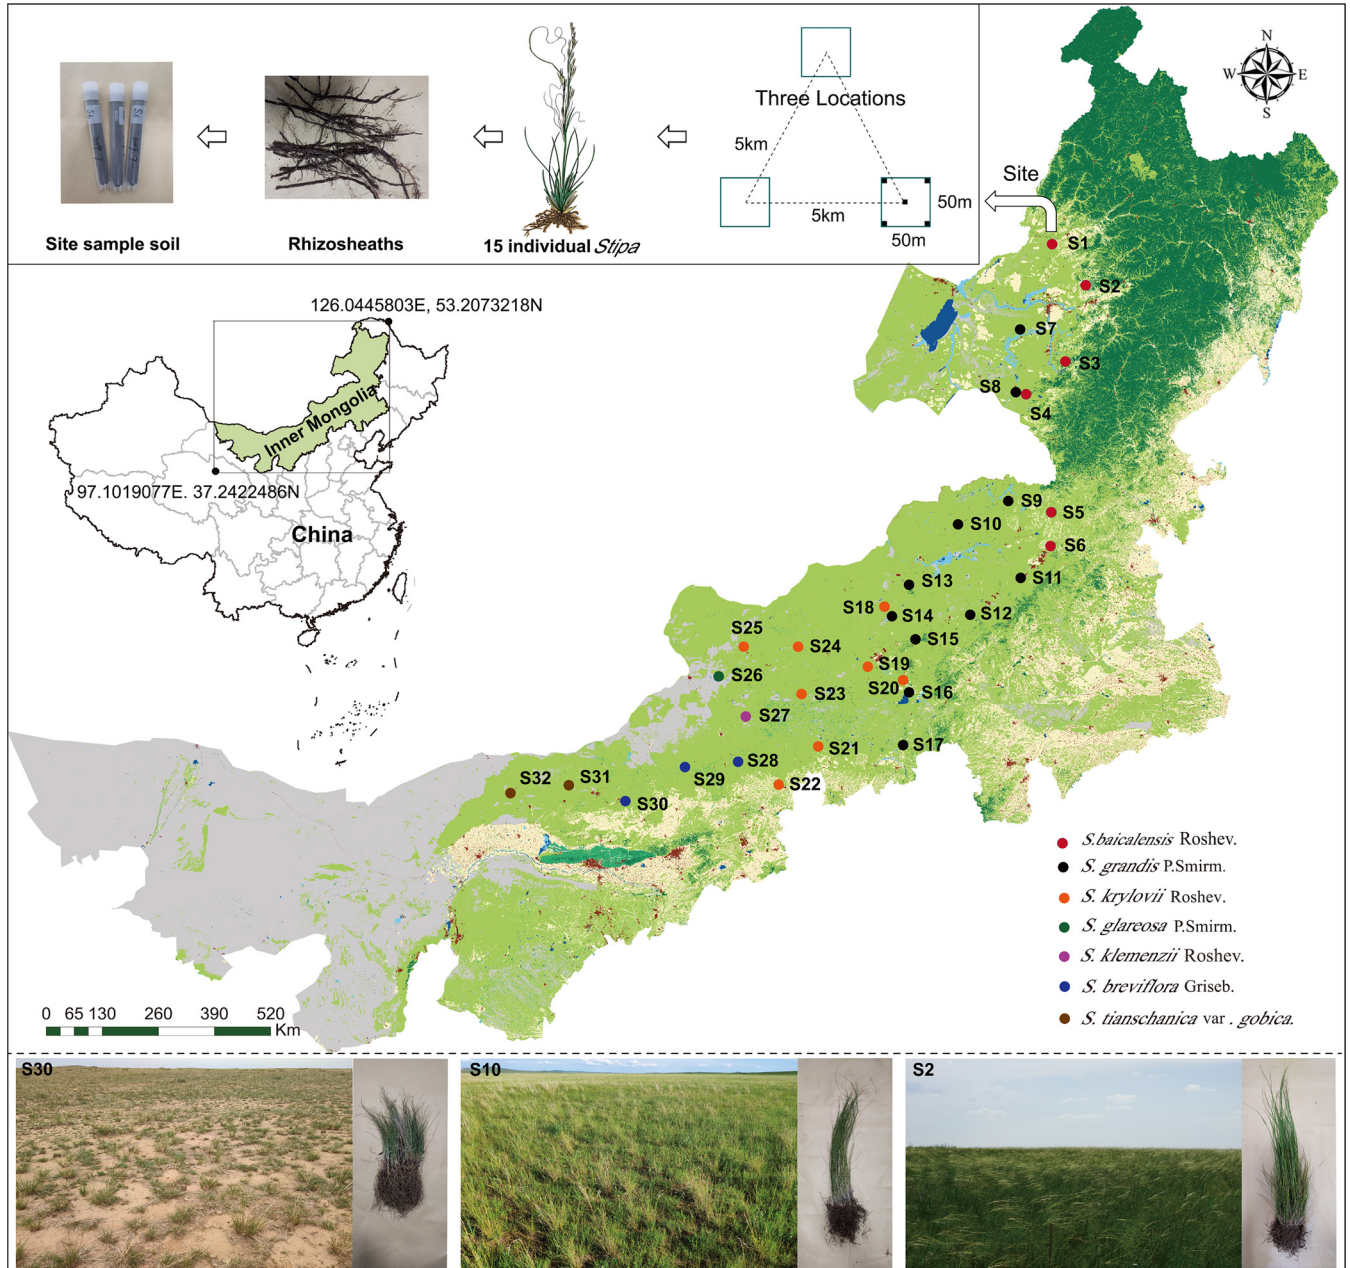 Three Locations
5km
5km
50m
50m
Site
N
W E
S
Site sample soil
Rhizosheaths
15 individual Stipa
126.0445803E, 53.2073218N
Inner Mongolia
97.1019077E. 37.2422486N
China
S1
S2
S7
S3
S8
S4
S9
S5
S10
S6
S11
S13
S18
S14
S12
S15
S25
S24
S19
S26
S20
S16
S23
S27
S21
S17
S28
S29
S22
S32
S31
S30
S.baicalensis Roshev.
S. grandis P.Smirm.
S. krylovii Roshev.
S. glareosa P.Smirm.
S. klemenzii Roshev.
S. breviflora Griseb.
S. tianschanica var . gobica.
0 65 130 260 390 520
Km
S30
S10
S2